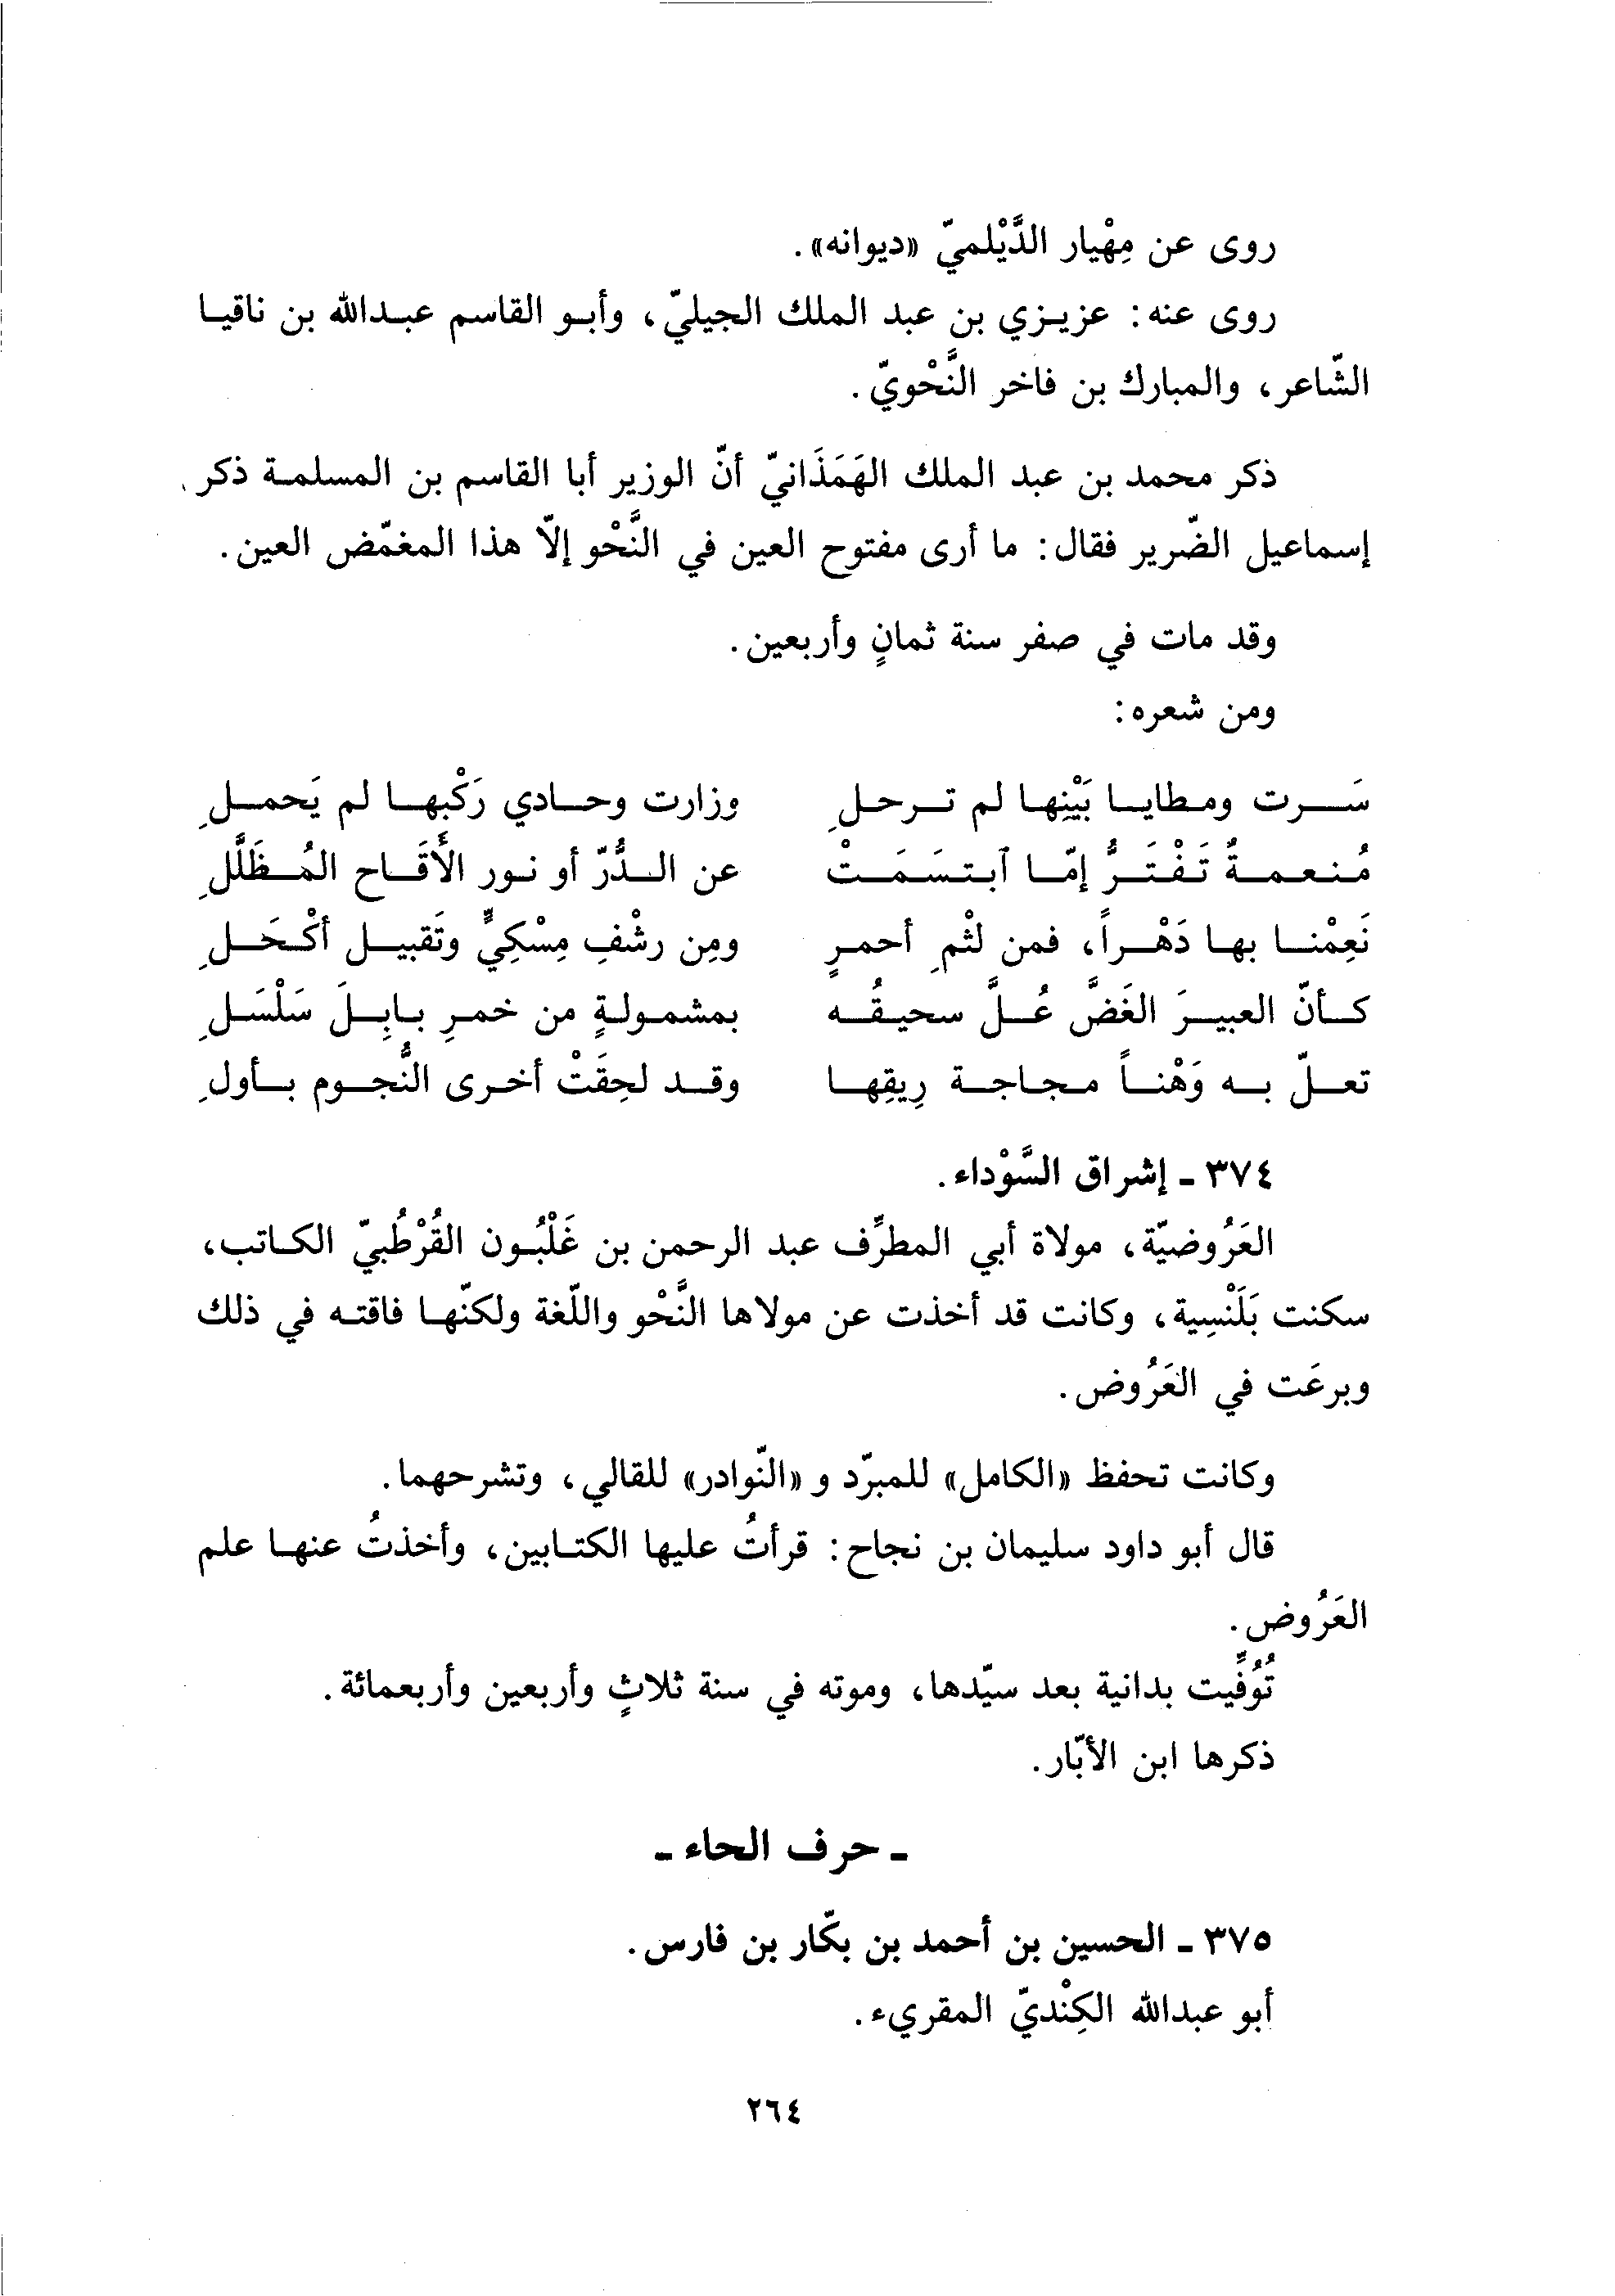 روى عن مِهْيار الدَّيْلميّ «ديوانه».
روى عنه: عزيزي بن عبد الملك الجيليّ، وأبو القاسم عبدالله بن ناقيا
الشّاعر، والمبارك بن فاخر النَّحْويّ.
ذكر محمد بن عبد الملك الهَمَذَانيّ أنّ الوزير أبا القاسم بن المسلمة ذكر
إسماعيل الضّرير فقال: ما أرى مفتوح العين في النَّحْو إلاّ هذا المغمّض العين.
وقد مات في صفر سنة ثمانٍ وأربعين.
ومن شعره:
سَرت ومطايا بَيْنِها لم ترحلِ وزارت وحادي رَكْبِها لم يَحملِ
مُنعمةٌ تَفْتَرُّ إمّا ٱبتسَمَتْ عن الدُّرّ أو نور الأَقَاح المُظَلَّلِ
نَعِمْنا بها دَهْراً، فمن لثْمِ أحمرٍ ومِن رشْفِ مِسْكِيٍّ وتَقبيل أكْحَلِ
كأنّ العبيرَ الغَضَّ عُلَّ سحيقُه بمشمولةٍ من خمرِ بابِلَ سَلْسَلِ
تعلّ به وَهْناً مجاجة رِيقِها وقد لحِقَتْ أخرى النُّجوم بأولِ
٣٧٤ ـ إشراق السَّوْداء.
العَرُوضيّة، مولاة أبي المطرِّف عبد الرحمن بن غَلْبُون القُرْطُبيّ الكاتب،
سكنت بَلَنْسِية، وكانت قد أخذت عن مولاها النَّحْو واللّغة ولكنّها فاقته في ذلك
وبرعَت في العَرُوض.
وكانت تحفظ «الكامل» للمبرّد و «النّوادر» للقالي، وتشرحهما.
قال أبو داود سليمان بن نجاح: قرأتُ عليها الكتابين، وأخذتُ عنها علم
العَرُوض.
تُوُفِّيت بدانية بعد سيّدها، وموته في سنة ثلاثٍ وأربعين وأربعمائة.
ذكرها ابن الأبّار.
ـ حرف الحاء ـ
٣٧٥ ـ الحسين بن أحمد بن بكّار بن فارس.
أبو عبدالله الكِنْديّ المقريء.
٢٦٤